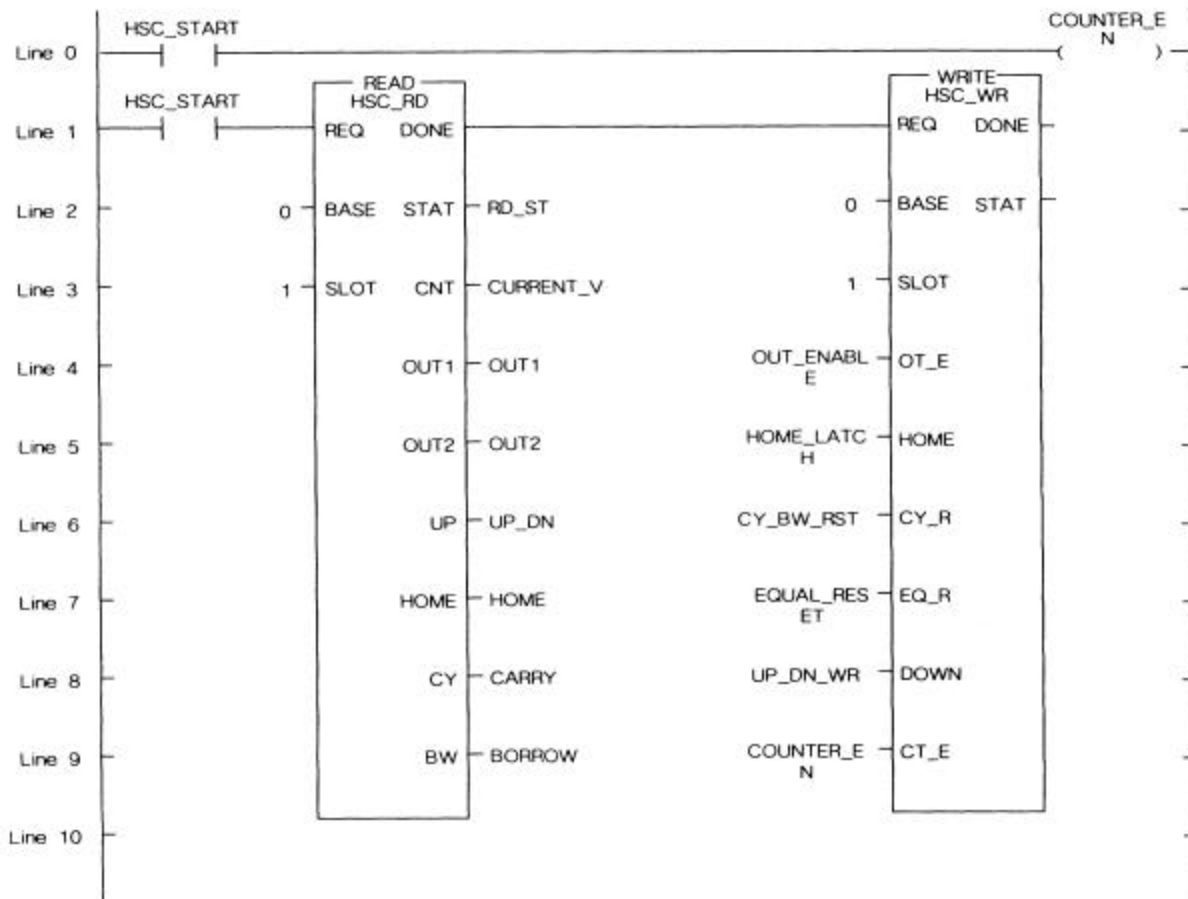 HSC_START
COUNTER_E
N
Line 0
( )
READ
HSC_RD
WRITE
HSC_WR
HSC_START
Line 1
REQ DONE
REQ DONE
Line 2
0 BASE STAT RD_ST
0 BASE STAT
Line 3
1 SLOT CNT CURRENT_V
1 SLOT
Line 4
OUT1 OUT1
OUT_ENABL
E
OT_E
Line 5
OUT2 OUT2
HOME_LATC
H
HOME
Line 6
UP UP_DN
CY_BW_RST CY_R
Line 7
HOME HOME
EQUAL_RES
ET
EQ_R
Line 8
CY CARRY
UP_DN_WR DOWN
Line 9
BW BORROW
COUNTER_E
N
CT_E
Line 10